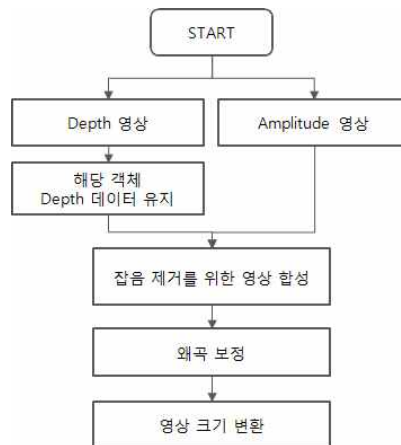 START
Depth 영상
Amplitude 영상
해당 객체
Depth 데이터 유지
잡음 제거를 위한 영상 합성
왜곡 보정
영상 크기 변환